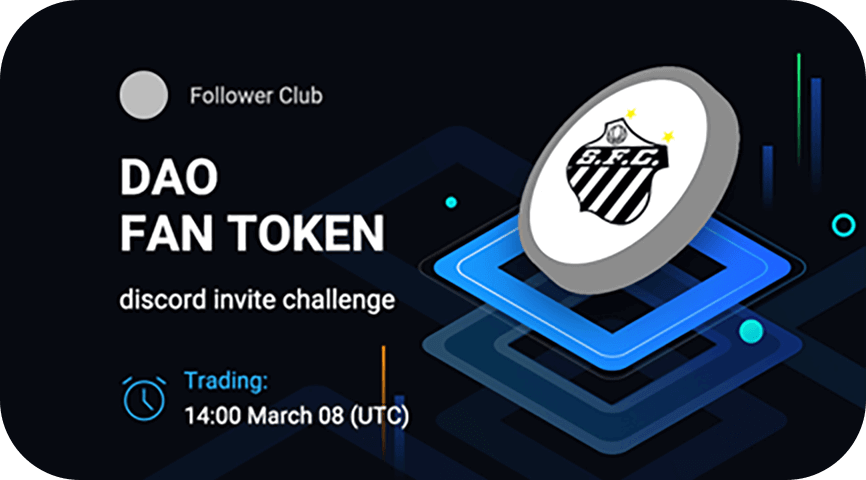 Follower Club
DAO
FAN TOKEN
discord invite challenge
Trading:
14:00 March 08 (UTC)
S.F.C.